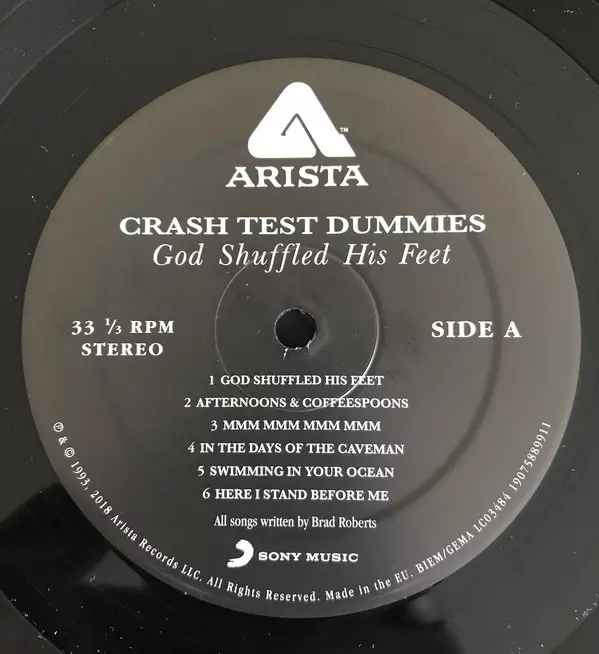 ™
ARISTA
CRASH TEST DUMMIES
God Shuffled His Feet
33 ⅓ RPM
STEREO
SIDE A
1 GOD SHUFFLED HIS FEET
2 AFTERNOONS & COFFEESPOONS
3 MMM MMM MMM MMM
4 IN THE DAYS OF THE CAVEMAN
5 SWIMMING IN YOUR OCEAN
6 HERE I STAND BEFORE ME
All songs written by Brad Roberts
SONY MUSIC
℗ & © 1993, 2018 Arista Records LLC. All Rights Reserved. Made in the EU. BIEM/GEMA LC03484 19075889911